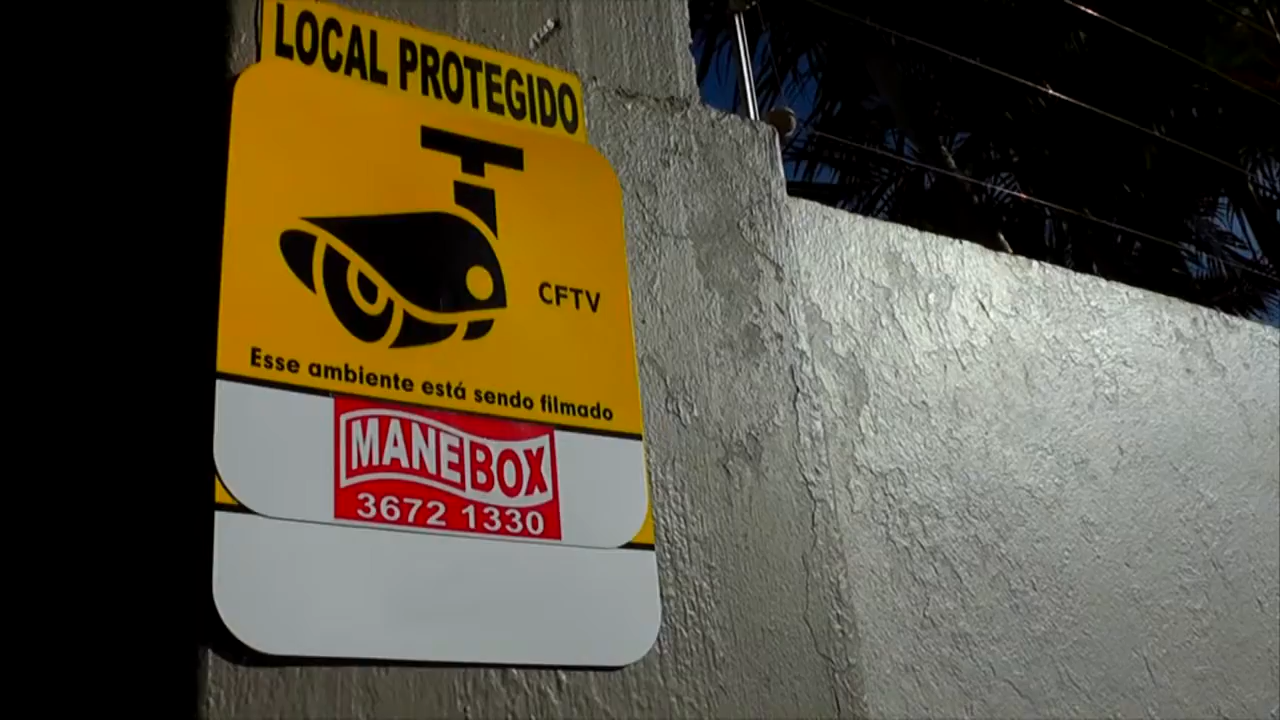 LOCAL PROTEGIDO
CFTV
Esse ambiente está sendo filmado
MANEBOX
3672 1330